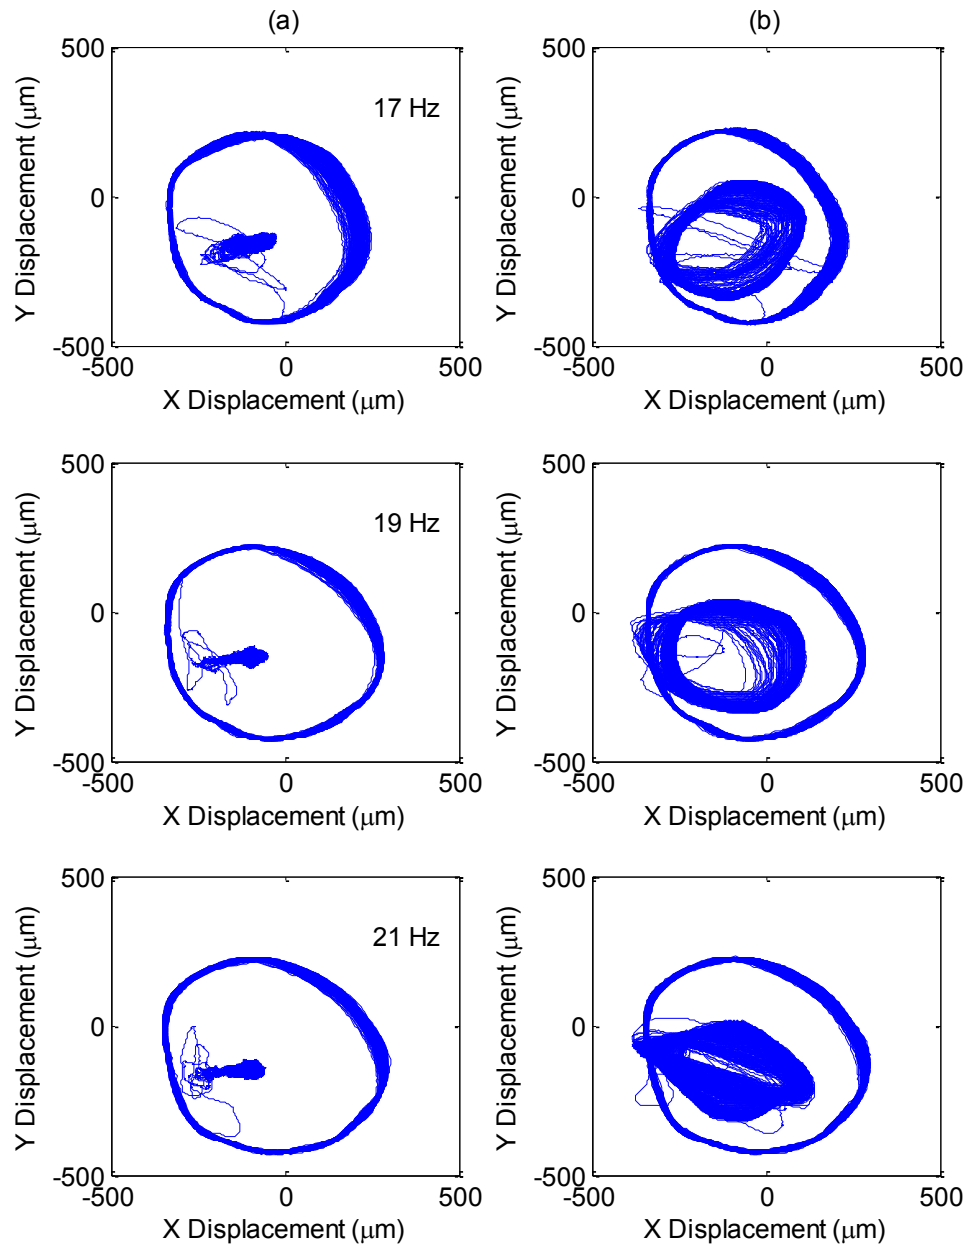 (a) (b)
500 500
17 Hz
Y Displacement (μm) Y Displacement (μm)
0 0
-500 -500
-500 0 500 -500 0 500
X Displacement (μm) X Displacement (μm)
500 500
19 Hz
Y Displacement (μm) Y Displacement (μm)
0 0
-500 -500
-500 0 500 -500 0 500
X Displacement (μm) X Displacement (μm)
500 500
21 Hz
Y Displacement (μm) Y Displacement (μm)
0 0
-500 -500
-500 0 500 -500 0 500
X Displacement (μm) X Displacement (μm)